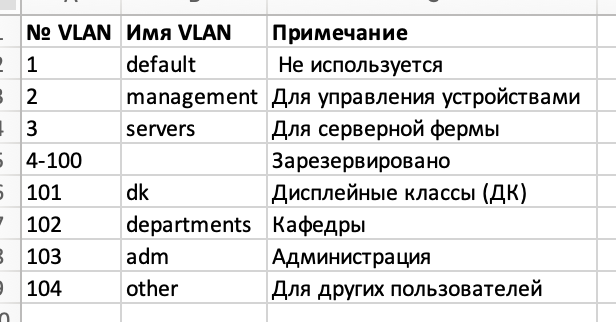 № VLAN Имя VLAN Примечание
1 default Не используется
2 management Для управления устройствами
3 servers Для серверной фермы
4-100 Зарезервировано
101 dk Дисплейные классы (ДК)
102 departments Кафедры
103 adm Администрация
104 other Для других пользователей